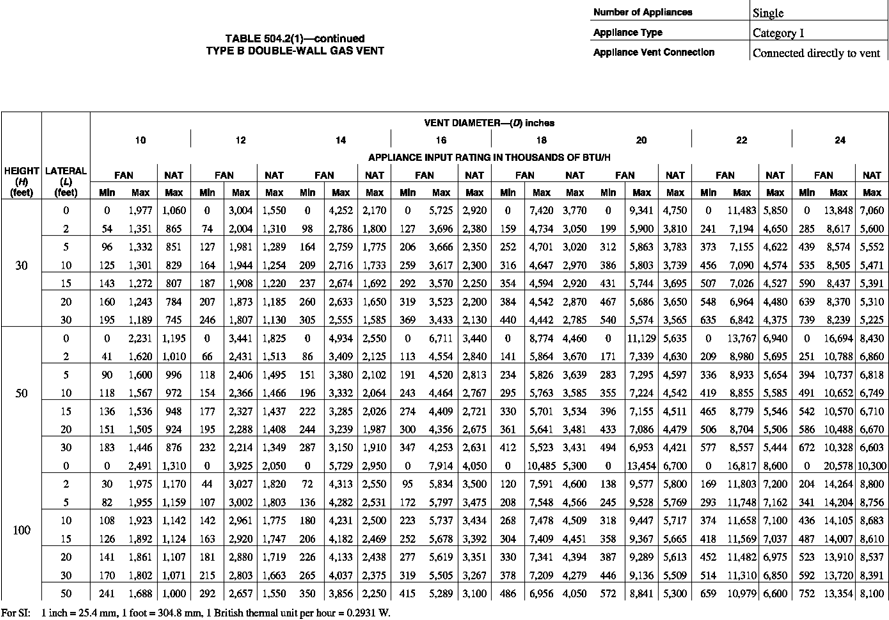 Number of Appliances Single
TABLE 504.2(1)—continued Appliance Type Category 1
TYPE B DOUBLE-WALL GAS VENT Appliance Vent Connection Connected directly to vent
VENT DIAMETER—(D) inches
10 12 14 16 18 20 22 24
APPLIANCE INPUT RATING IN THOUSANDS OF BTU/H
HEIGHT (H) (feet) LATERAL (L) (feet) FAN NAT FAN NAT FAN NAT FAN NAT FAN NAT FAN NAT FAN NAT FAN NAT
Min Max Max Min Max Max Min Max Max Min Max Max Min Max Max Min Max Max Min Max Max Min Max Max
0 0 1,977 1,060 0 3,004 1,550 0 4,252 2,170 0 5,725 2,920 0 7,420 3,770 0 9,341 4,750 0 11,483 5,850 0 13,848 7,060
2 54 1,351 865 74 2,004 1,310 98 2,786 1,800 127 3,696 2,380 159 4,734 3,050 199 5,900 3,810 241 7,194 4,650 285 8,617 5,600
5 96 1,332 851 127 1,981 1,289 164 2,759 1,775 206 3,666 2,350 252 4,701 3,020 312 5,863 3,783 373 7,155 4,622 439 8,574 5,552
30 10 125 1,301 829 164 1,944 1,254 209 2,716 1,733 259 3,617 2,300 316 4,647 2,970 386 5,803 3,739 456 7,090 4,574 535 8,505 5,471
15 143 1,272 807 187 1,908 1,220 237 2,674 1,692 292 3,570 2,250 354 4,594 2,920 431 5,744 3,695 507 7,026 4,527 590 8,437 5,391
20 160 1,243 784 207 1,873 1,185 260 2,633 1,650 319 3,523 2,200 384 4,542 2,870 467 5,686 3,650 548 6,964 4,480 639 8,370 5,310
30 195 1,189 745 246 1,807 1,130 305 2,555 1,585 369 3,433 2,130 440 4,442 2,785 540 5,574 3,565 635 6,842 4,375 739 8,239 5,225
0 0 2,231 1,195 0 3,441 1,825 0 4,934 2,550 0 6,711 3,440 0 8,774 4,460 0 11,129 5,635 0 13,767 6,940 0 16,694 8,430
2 41 1,620 1,010 66 2,431 1,513 86 3,409 2,125 113 4,554 2,840 141 5,864 3,670 171 7,339 4,630 209 8,980 5,695 251 10,788 6,860
5 90 1,600 996 118 2,406 1,495 151 3,380 2,102 191 4,520 2,813 234 5,826 3,639 283 7,295 4,597 336 8,933 5,654 394 10,737 6,818
50 10 118 1,567 972 154 2,366 1,466 196 3,332 2,064 243 4,464 2,767 295 5,763 3,585 355 7,224 4,542 419 8,855 5,585 491 10,652 6,749
15 136 1,536 948 177 2,327 1,437 222 3,285 2,026 274 4,409 2,721 330 5,701 3,534 396 7,155 4,511 465 8,779 5,546 542 10,570 6,710
20 151 1,505 924 195 2,288 1,408 244 3,239 1,987 300 4,356 2,675 361 5,641 3,481 433 7,086 4,479 506 8,704 5,506 586 10,488 6,670
30 183 1,446 876 232 2,214 1,349 287 3,150 1,910 347 4,253 2,631 412 5,523 3,431 494 6,953 4,421 577 8,557 5,444 672 10,328 6,603
0 0 2,491 1,310 0 3,925 2,050 0 5,729 2,950 0 7,914 4,050 0 10,485 5,300 0 13,454 6,700 0 16,817 8,600 0 20,578 10,300
2 30 1,975 1,170 44 3,027 1,820 72 4,313 2,550 95 5,834 3,500 120 7,591 4,600 138 9,577 5,800 169 11,803 7,200 204 14,264 8,800
5 82 1,955 1,159 107 3,002 1,803 136 4,282 2,531 172 5,797 3,475 208 7,548 4,566 245 9,528 5,769 293 11,748 7,162 341 14,204 8,756
100 10 108 1,923 1,142 142 2,961 1,775 180 4,231 2,500 223 5,737 3,434 268 7,478 4,509 318 9,447 5,717 374 11,658 7,100 436 14,105 8,683
15 126 1,892 1,124 163 2,920 1,747 206 4,182 2,469 252 5,678 3,392 304 7,409 4,451 358 9,367 5,665 418 11,569 7,037 487 14,007 8,610
20 141 1,861 1,107 181 2,880 1,719 226 4,133 2,438 277 5,619 3,351 330 7,341 4,394 387 9,289 5,613 452 11,482 6,975 523 13,910 8,537
30 170 1,802 1,071 215 2,803 1,663 265 4,037 2,375 319 5,505 3,267 378 7,209 4,279 446 9,136 5,509 514 11,310 6,850 592 13,720 8,391
50 241 1,688 1,000 292 2,657 1,550 350 3,856 2,250 415 5,289 3,100 486 6,956 4,050 572 8,841 5,300 659 10,979 6,600 752 13,354 8,100
For SI: 1 inch = 25.4 mm, 1 foot = 304.8 mm, 1 British thermal unit per hour = 0.2931 W.